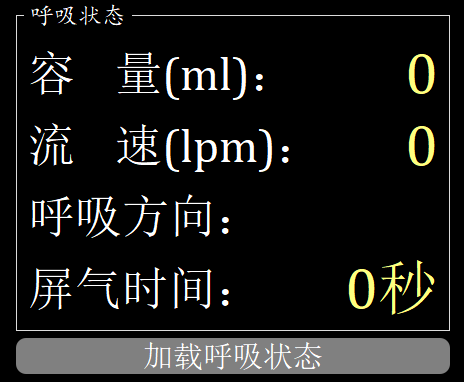 呼吸状态
容 量(ml)： 0
流 速(lpm)： 0
呼吸方向：
屏气时间： 0秒
加载呼吸状态